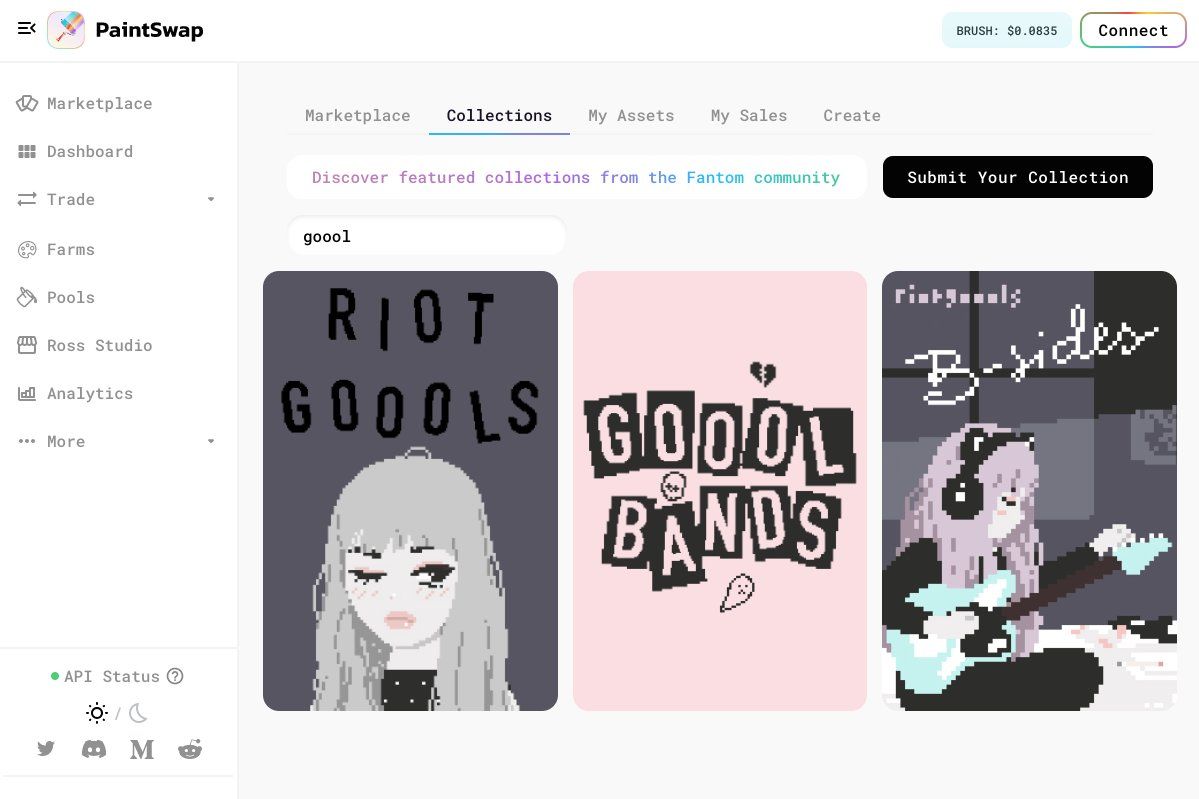 PaintSwap
BRUSH: $0.0835
Connect
Marketplace
Dashboard
Trade
Farms
Pools
Ross Studio
Analytics
More
API Status
/
Marketplace
Collections
My Assets
My Sales
Create
Discover featured collections from the Fantom community
Submit Your Collection
goool
RIOT
GOOOLS
GOOOL
BANDS
riotgoools
B-sides